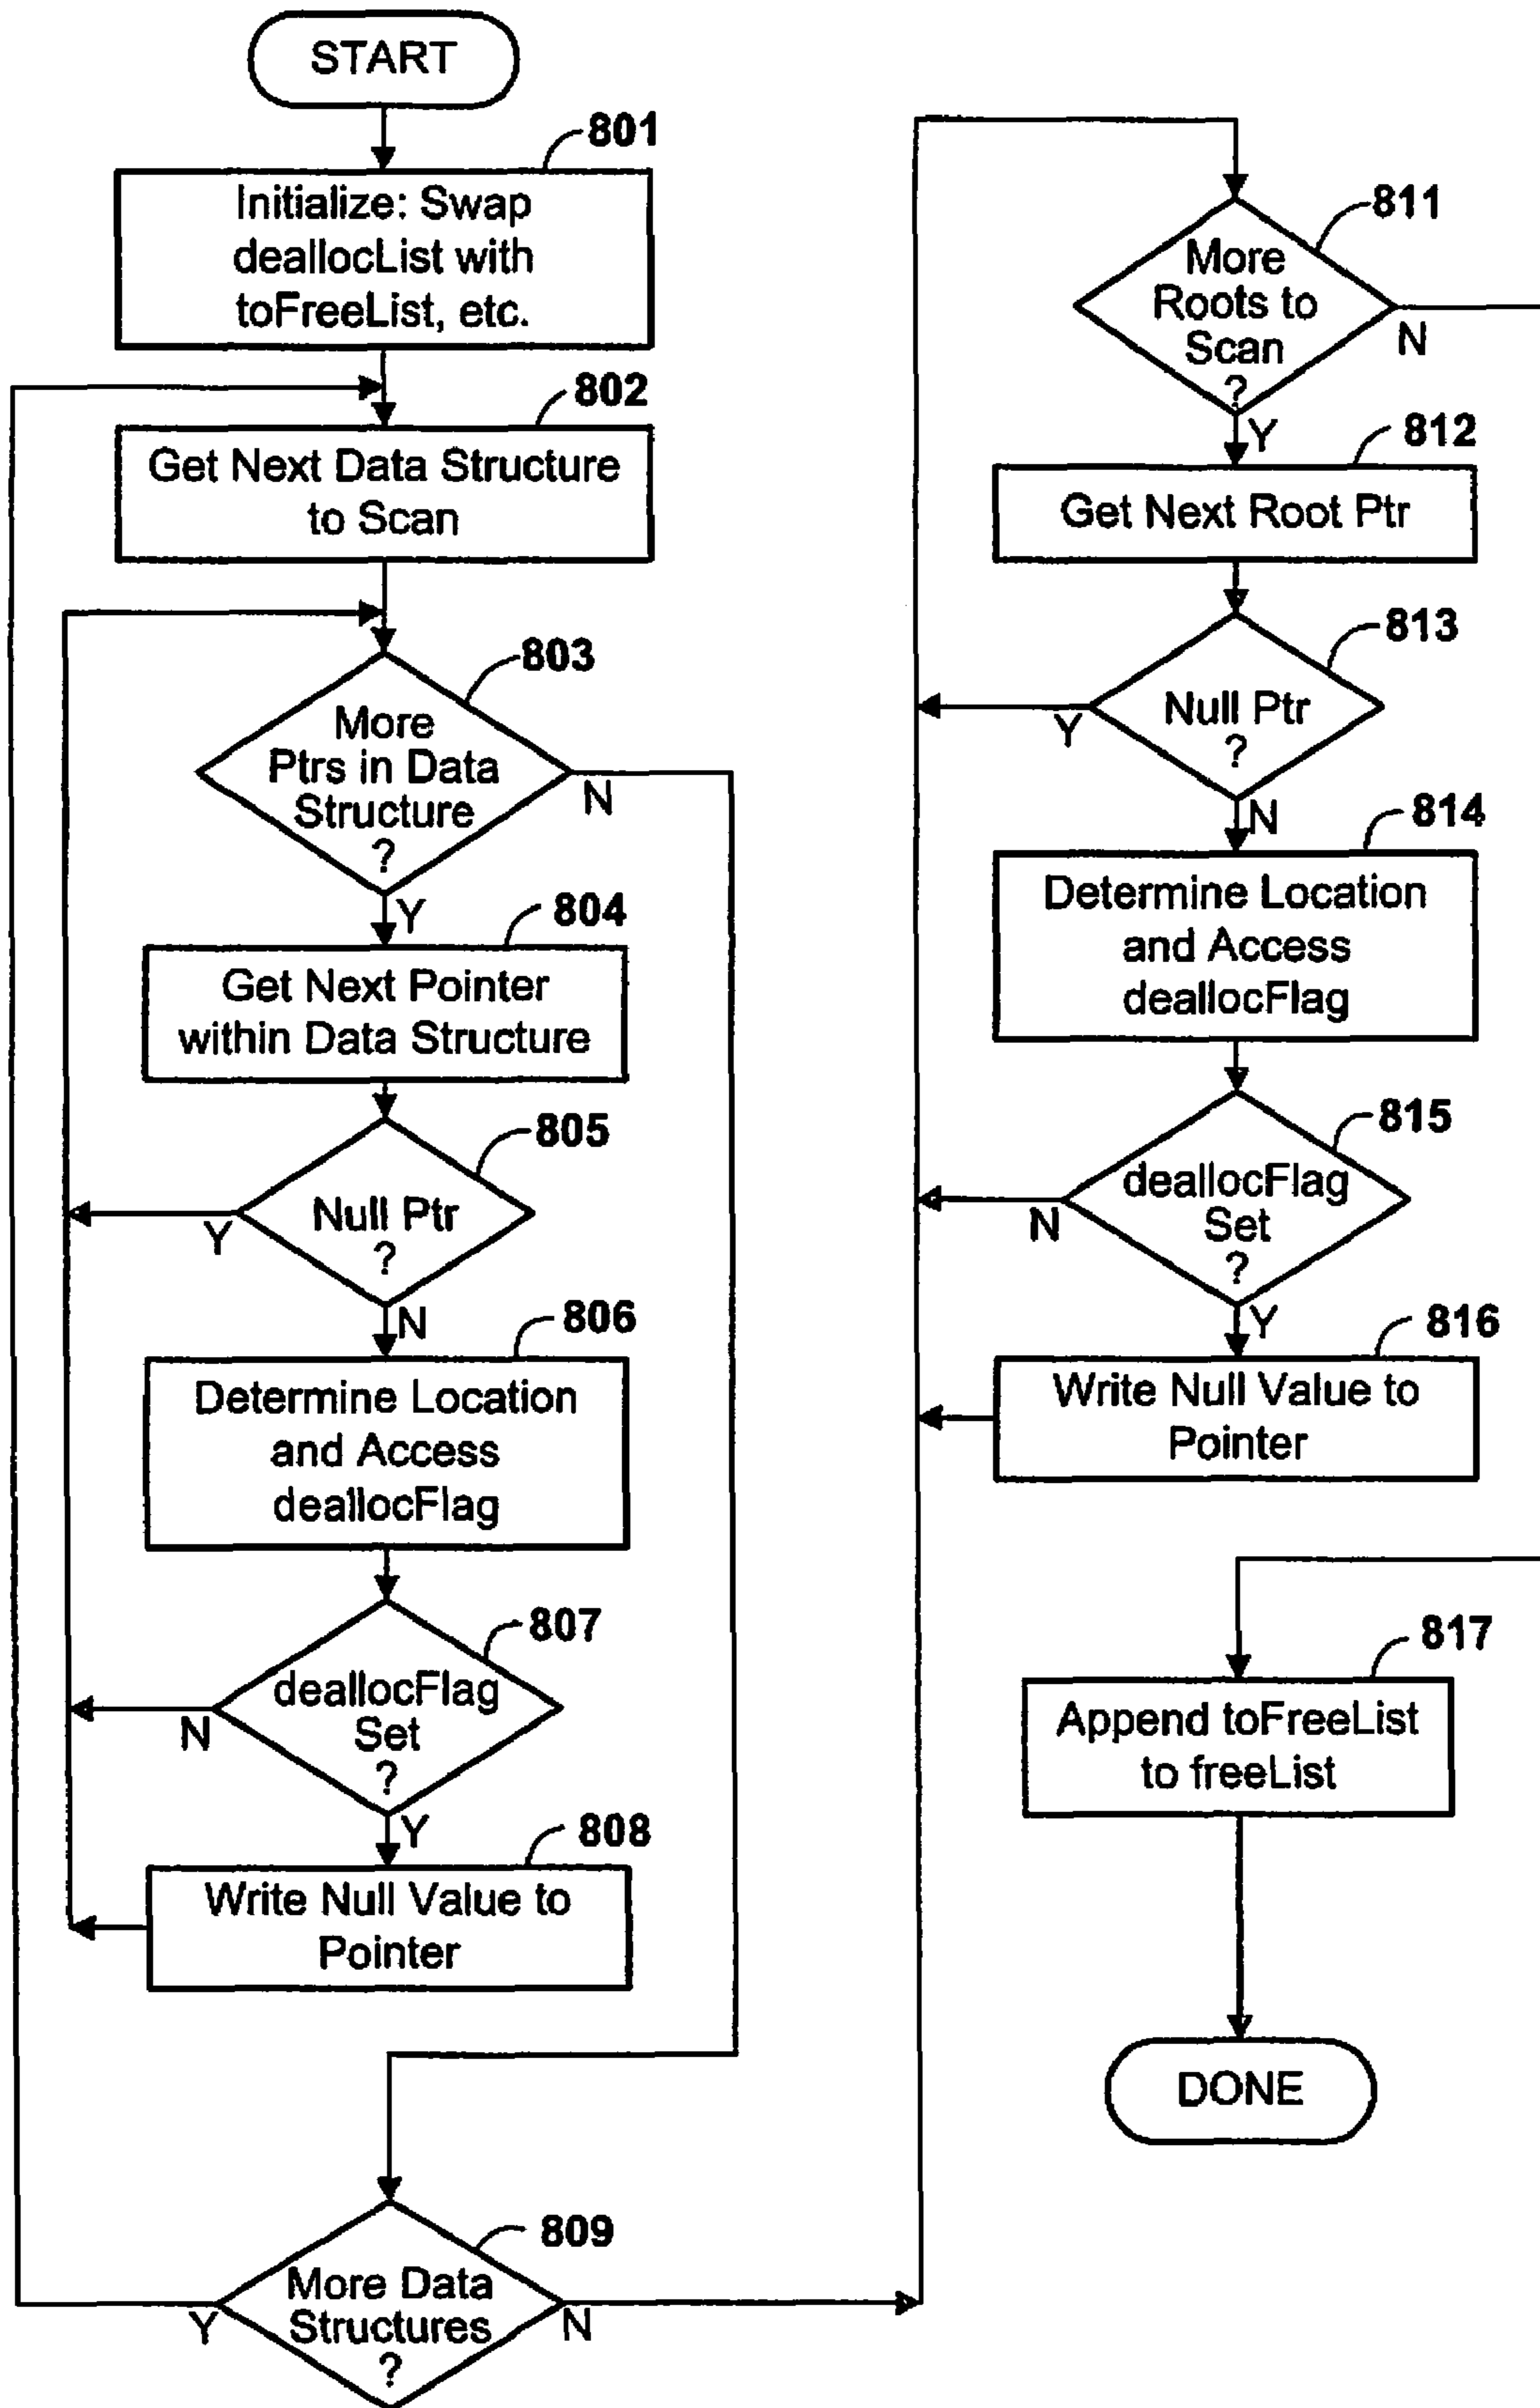 START
801
Initialize: Swap
deallocList with
toFreeList, etc.
802
Get Next Data Structure
to Scan
803
More
Ptrs in Data
Structure
?
N
Y
804
Get Next Pointer
within Data Structure
805
Null Ptr
?
Y
N
806
Determine Location
and Access
deallocFlag
807
deallocFlag
Set
?
N
Y
808
Write Null Value to
Pointer
809
More Data
Structures
?
Y
N
811
More
Roots to
Scan
?
N
Y
812
Get Next Root Ptr
813
Null Ptr
?
Y
N
814
Determine Location
and Access
deallocFlag
815
deallocFlag
Set
?
N
Y
816
Write Null Value to
Pointer
817
Append toFreeList
to freeList
DONE